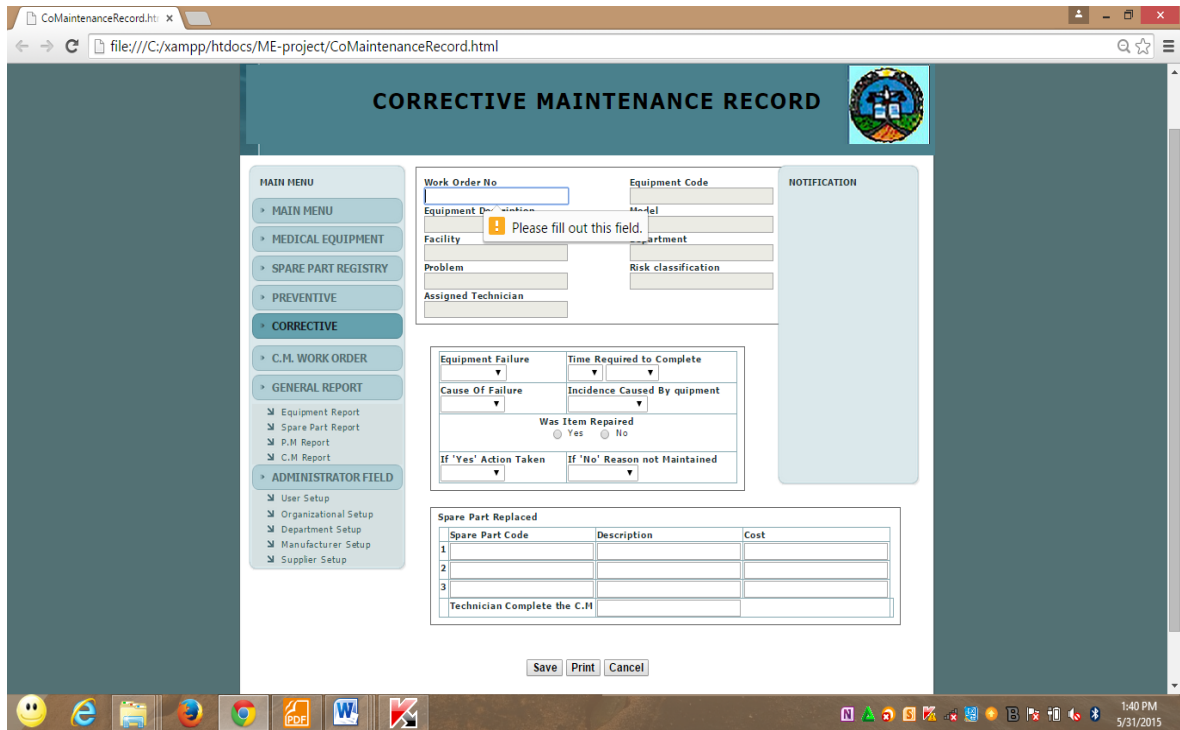 CoMaintenanceRecord.ht
file:///C:/xampp/htdocs/ME-project/CoMaintenanceRecord.html
CORRECTIVE MAINTENANCE RECORD
MAIN MENU
» MAIN MENU
» MEDICAL EQUIPMENT
» SPARE PART REGISTRY
» PREVENTIVE
» CORRECTIVE
» C.M. WORK ORDER
» GENERAL REPORT
Equipment Report
Spare Part Report
P.M Report
C.M Report
» ADMINISTRATOR FIELD
User Setup
Organizational Setup
Department Setup
Manufacturer Setup
Supplier Setup
Work Order No Equipment Code
Equipment Model
! Please fill out this field.
Facility
Problem Risk classification
Assigned Technician
Equipment Failure Time Required to Complete
Cause Of Failure Incidence Caused By quipment
Was Item Repaired
Yes No
If 'Yes' Action Taken If 'No' Reason not Maintained
Spare Part Replaced
Spare Part Code Description Cost
1
2
3
Technician Complete the C.M
Save Print Cancel
NOTIFICATION
PDF
1:40 PM
5/31/2015